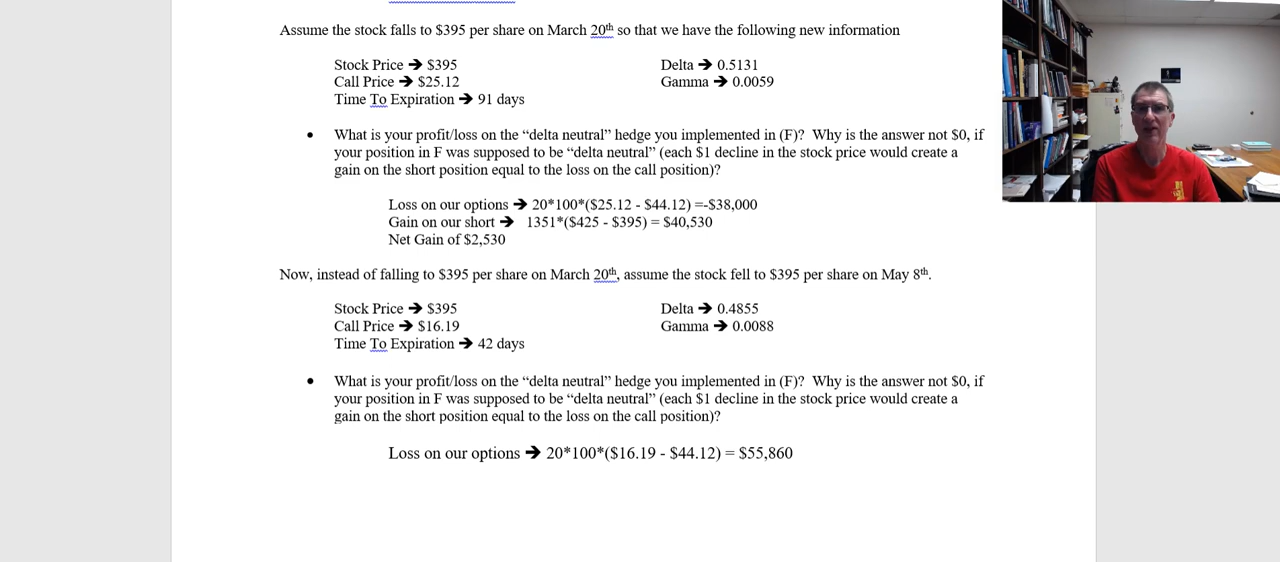 Assume the stock falls to $395 per share on March 20th so that we have the following new information
Stock Price ➔ $395 Delta ➔ 0.5131
Call Price ➔ $25.12 Gamma ➔ 0.0059
Time To Expiration ➔ 91 days
• What is your profit/loss on the “delta neutral” hedge you implemented in (F)? Why is the answer not $0, if
your position in F was supposed to be “delta neutral” (each $1 decline in the stock price would create a
gain on the short position equal to the loss on the call position)?
Loss on our options ➔ 20*100*($25.12 - $44.12) =-$38,000
Gain on our short ➔ 1351*($425 - $395) = $40,530
Net Gain of $2,530
Now, instead of falling to $395 per share on March 20th, assume the stock fell to $395 per share on May 8th.
Stock Price ➔ $395 Delta ➔ 0.4855
Call Price ➔ $16.19 Gamma ➔ 0.0088
Time To Expiration ➔ 42 days
• What is your profit/loss on the “delta neutral” hedge you implemented in (F)? Why is the answer not $0, if
your position in F was supposed to be “delta neutral” (each $1 decline in the stock price would create a
gain on the short position equal to the loss on the call position)?
Loss on our options ➔ 20*100*($16.19 - $44.12) = $55,860